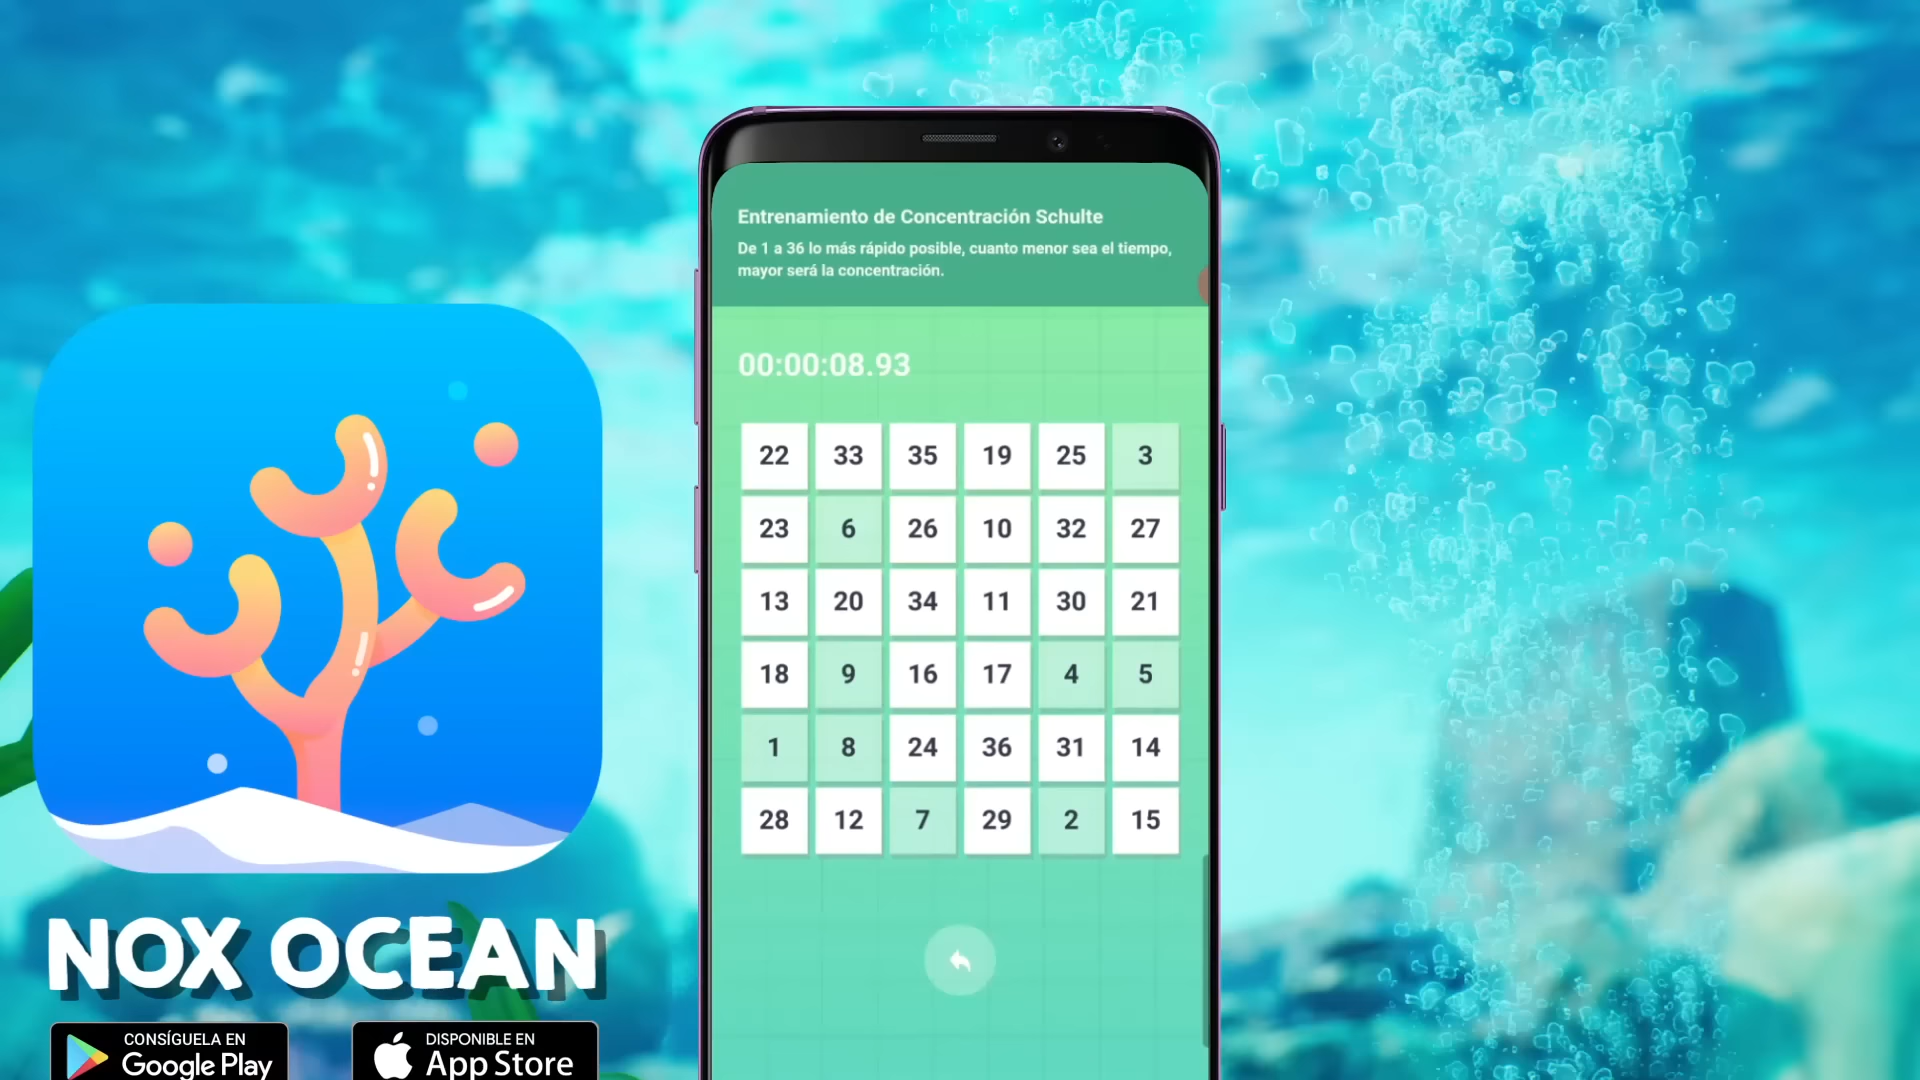 Entrenamiento de Concentración Schulte
De 1 a 36 lo más rápido posible, cuanto menor sea el tiempo,
mayor será la concentración.
00:00:08.93
22 33 35 19 25 3
23 6 26 10 32 27
13 20 34 11 30 21
18 9 16 17 4 5
1 8 24 36 31 14
28 12 7 29 2 15
NOX OCEAN
CONSÍGUELA EN
Google Play
DISPONIBLE EN
App Store